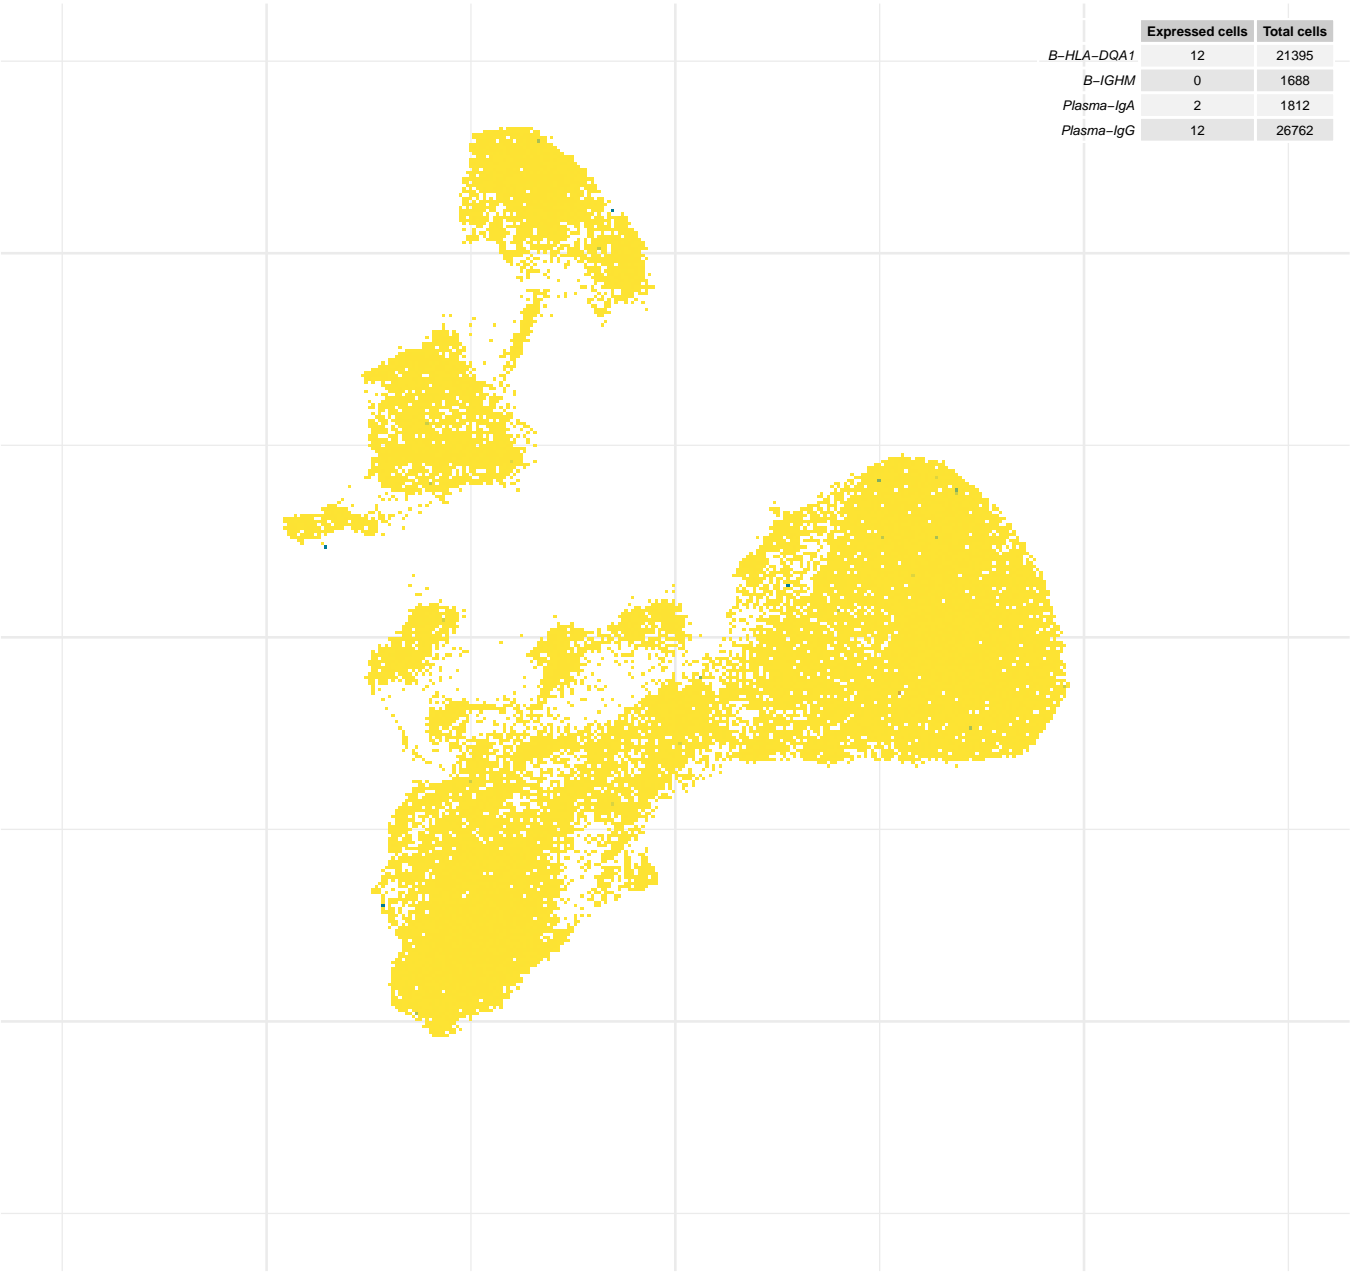 Expressed cells Total cells
B−HLA−DQA1 12 21395
B−IGHM 0 1688
Plasma−IgA 2 1812
Plasma−IgG 12 26762